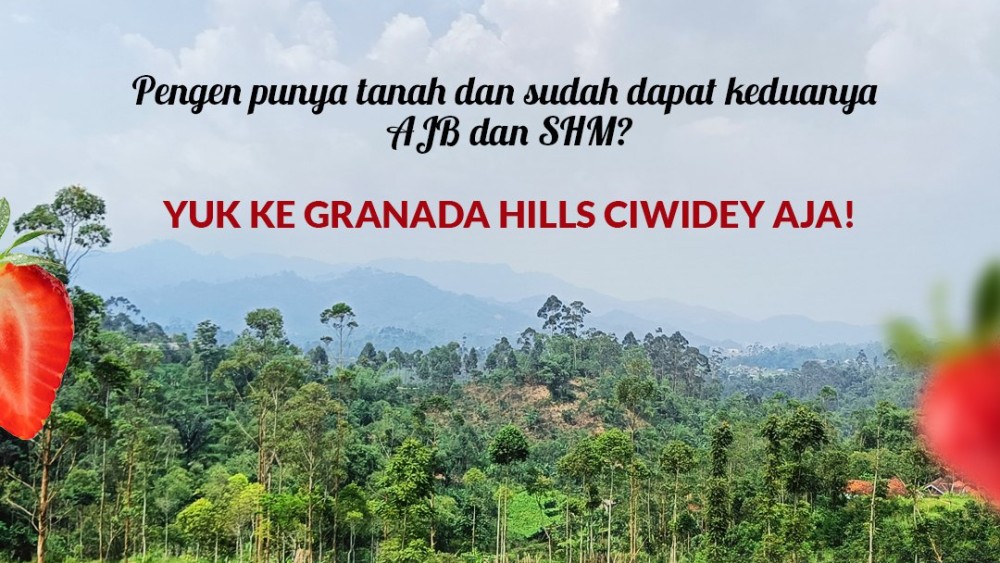 Pengen punya tanah dan sudah dapat keduanya
AJB dan SHM?
YUK KE GRANADA HILLS CIWIDEY AJA!